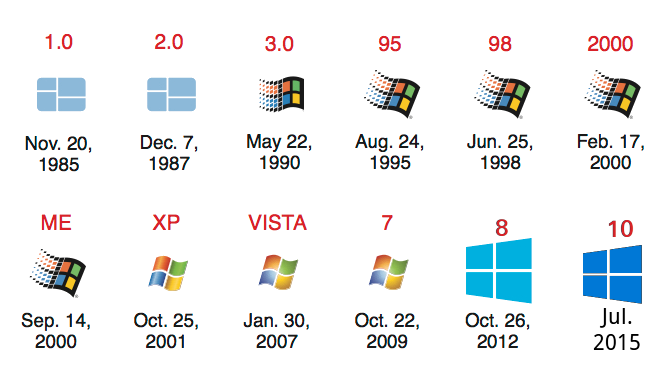 1.0 2.0 3.0 95 98 2000
Nov. 20, Dec. 7, May 22, Aug. 24, Jun. 25, Feb. 17,
1985 1987 1990 1995 1998 2000
ME XP VISTA 7 8 10
Sep. 14, Oct. 25, Jan. 30, Oct. 22, Oct. 26, Jul.
2000 2001 2007 2009 2012 2015